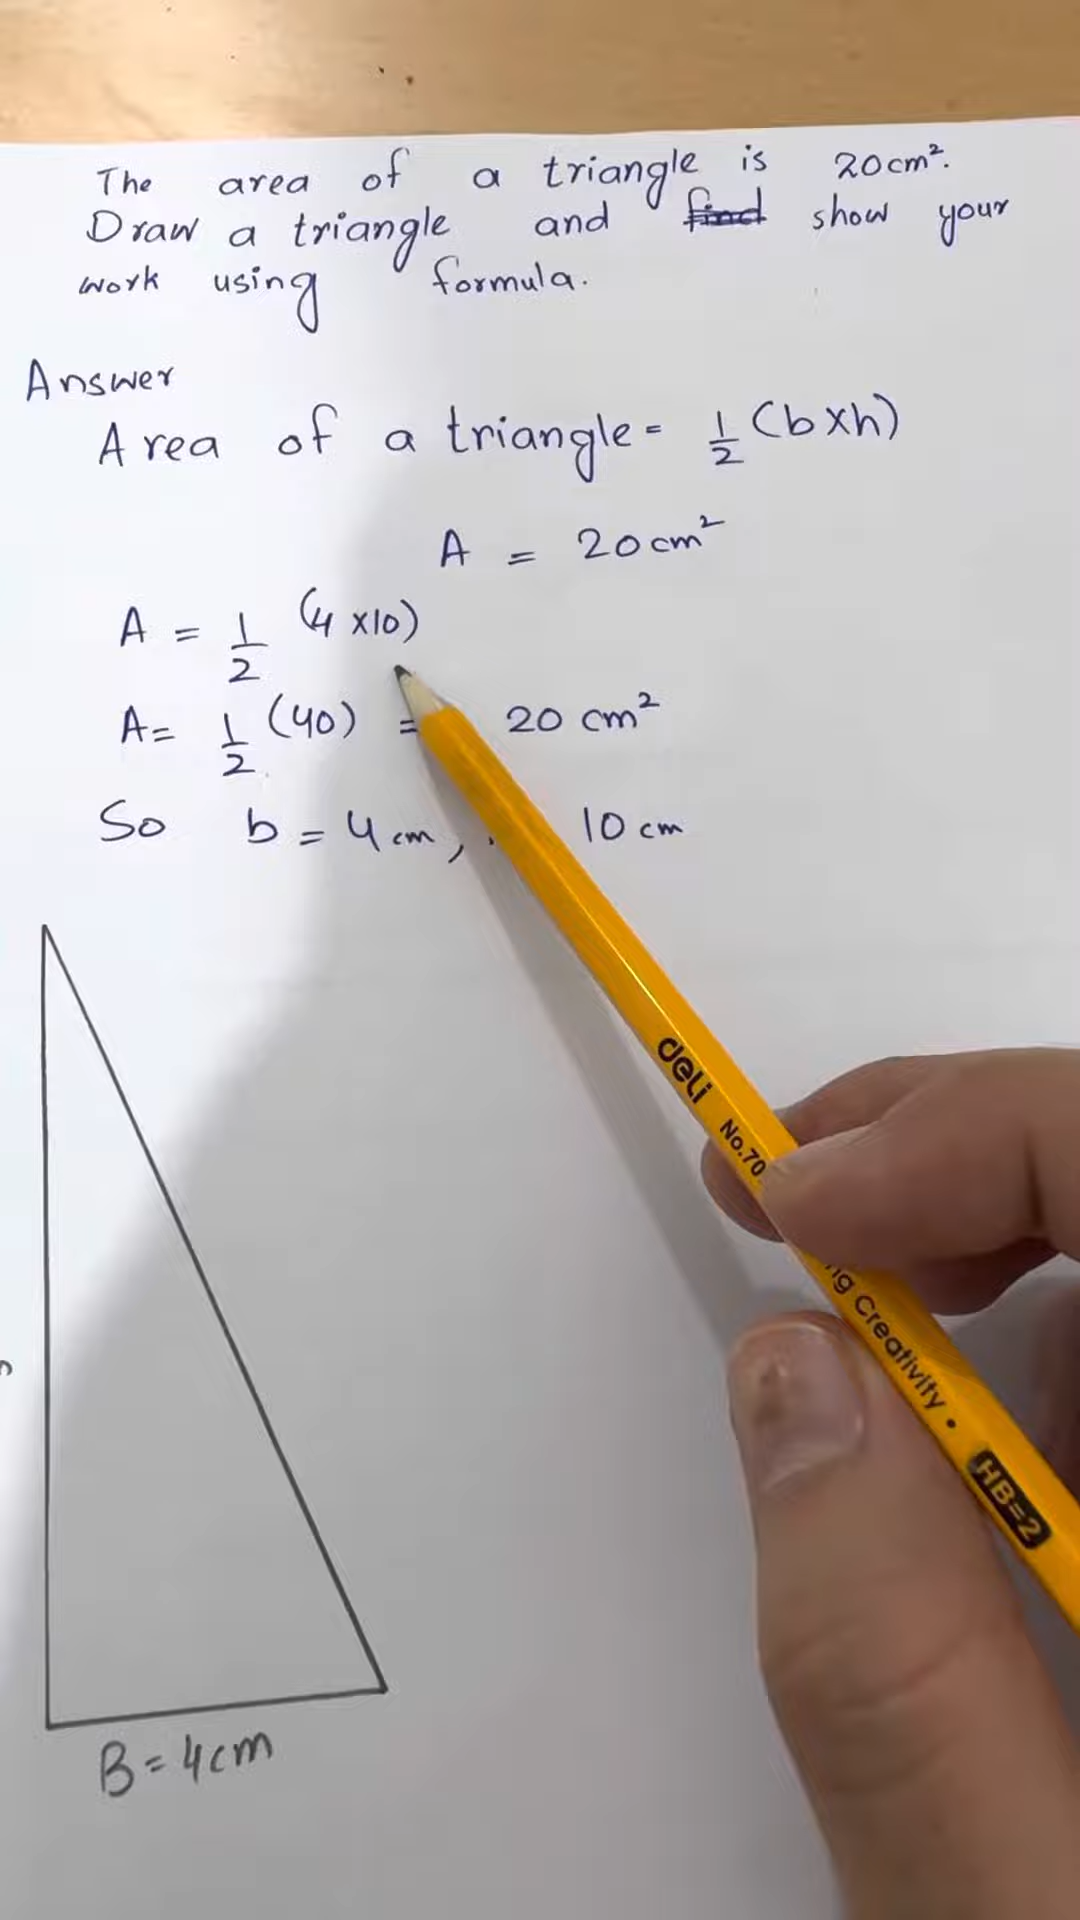 The area of a triangle is 20cm².
Draw a triangle and find show your
work using formula.
Answer
Area of a triangle = 1/2 (b×h)
A = 20cm²
A = 1/2 (4×10)
A = 1/2 (40) = 20 cm²
So b = 4cm, 10 cm
B = 4cm
deli No.70
Creativity • HB=2